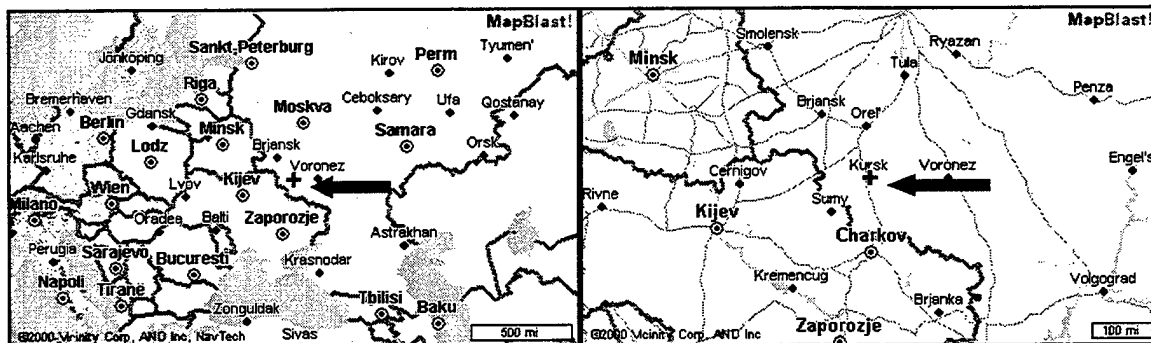 MapBlast!
Jonkoping
Sankt-Peterburg
Kirov
Perm
Tyumen'
Riga
Bremerhaven
Gdansk
Moskva
Ceboksary
Ufa
Qostanay
Aachen
Berlin
Minsk
Samara
Karlsruhe
Lodz
Brjansk
Orsk
Voronez
Wien
Lvov
Kijev
Milano
Oradea
Balti
Zaporozje
Astrakhan
Perugia
Sarajevo
Bucuresti
Krasnodar
Napoli
Tirane
Zonguldak
Tbilisi
Baku
Sivas
©2000 Vicinity Corp, AND Inc, NavTech
500 mi
MapBlast!
Smolensk
Ryazan
Minsk
Tula
Penza
Brjansk
Orel'
Engel's
Cernigov
Kursk
Voronez
Rivne
Sumy
Kijev
Charkov
Kremencug
Volgograd
Brjanka
Zaporozje
©2000 Vicinity Corp, AND Inc
100 mi